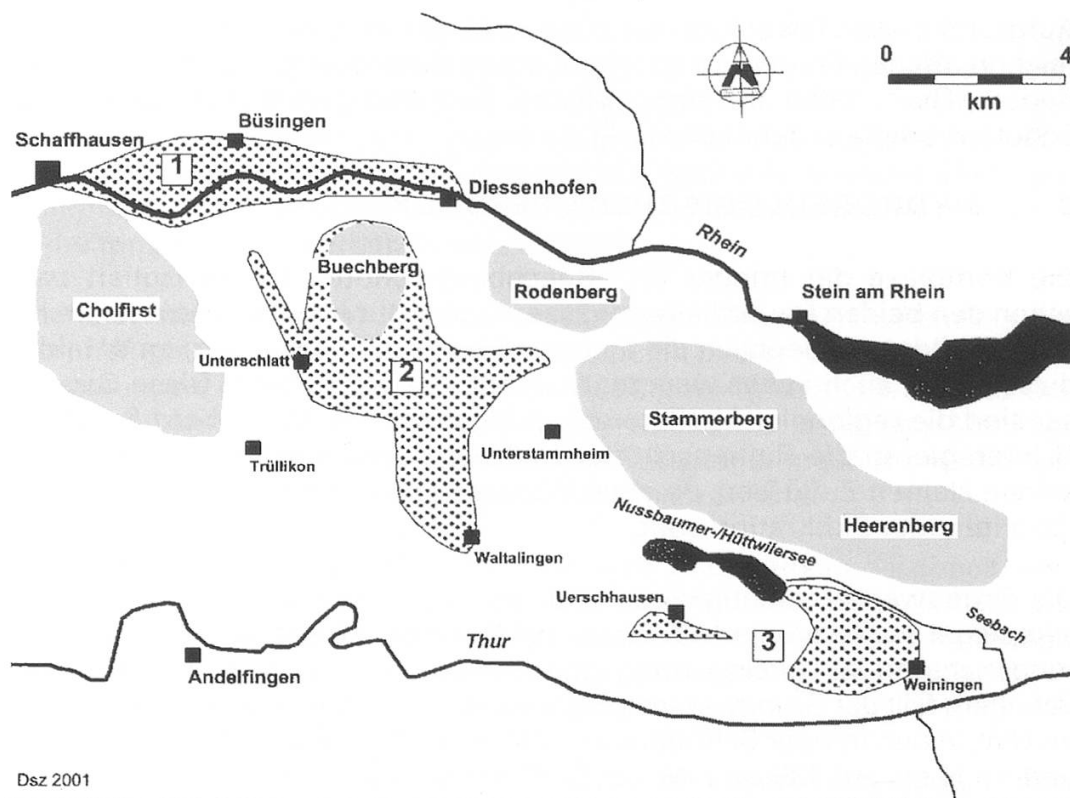 0 4
km
Schaffhausen
Büsingen
1
Diessenhofen
Rhein
Buechberg
Rodenberg
Stein am Rhein
Cholfirst
Unterschlatt
2
Stammerberg
Trüllikon
Unterstammheim
Nussbaumer-/Hüttwilersee
Heerenberg
Waltalingen
Uerschhausen
Seebach
3
Thur
Andelfingen
Weiningen
Dsz 2001